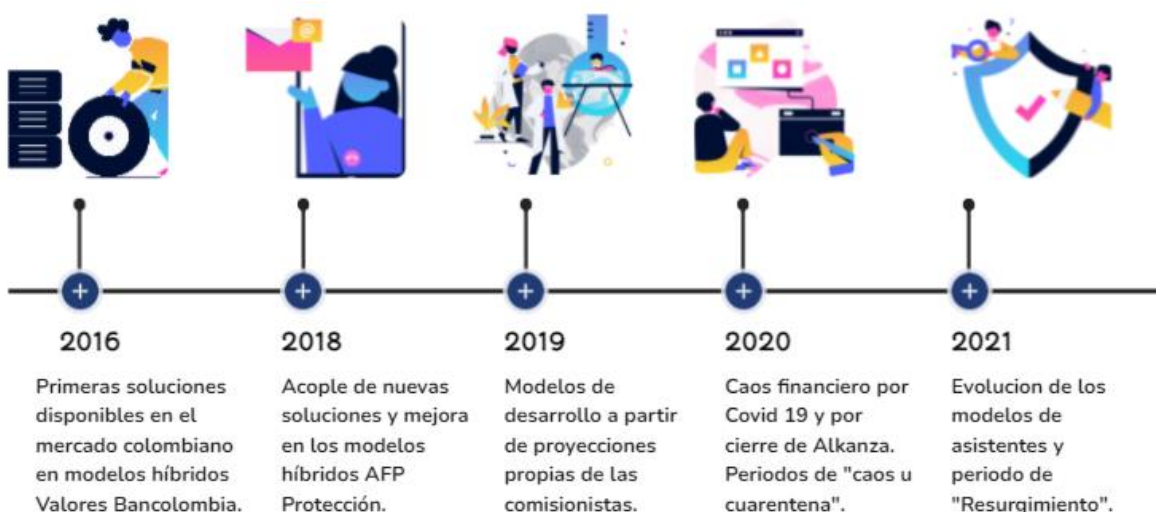 2016
Primeras soluciones
disponibles en el
mercado colombiano
en modelos híbridos
Valores Bancolombia.
2018
Acople de nuevas
soluciones y mejora
en los modelos
híbridos AFP
Protección.
2019
Modelos de
desarrollo a partir
de proyecciones
propias de las
comisionistas.
2020
Caos financiero por
Covid 19 y por
cierre de Alkanza.
Periodos de "caos u
cuarentena".
2021
Evolucion de los
modelos de
asistentes y
periodo de
"Resurgimiento".